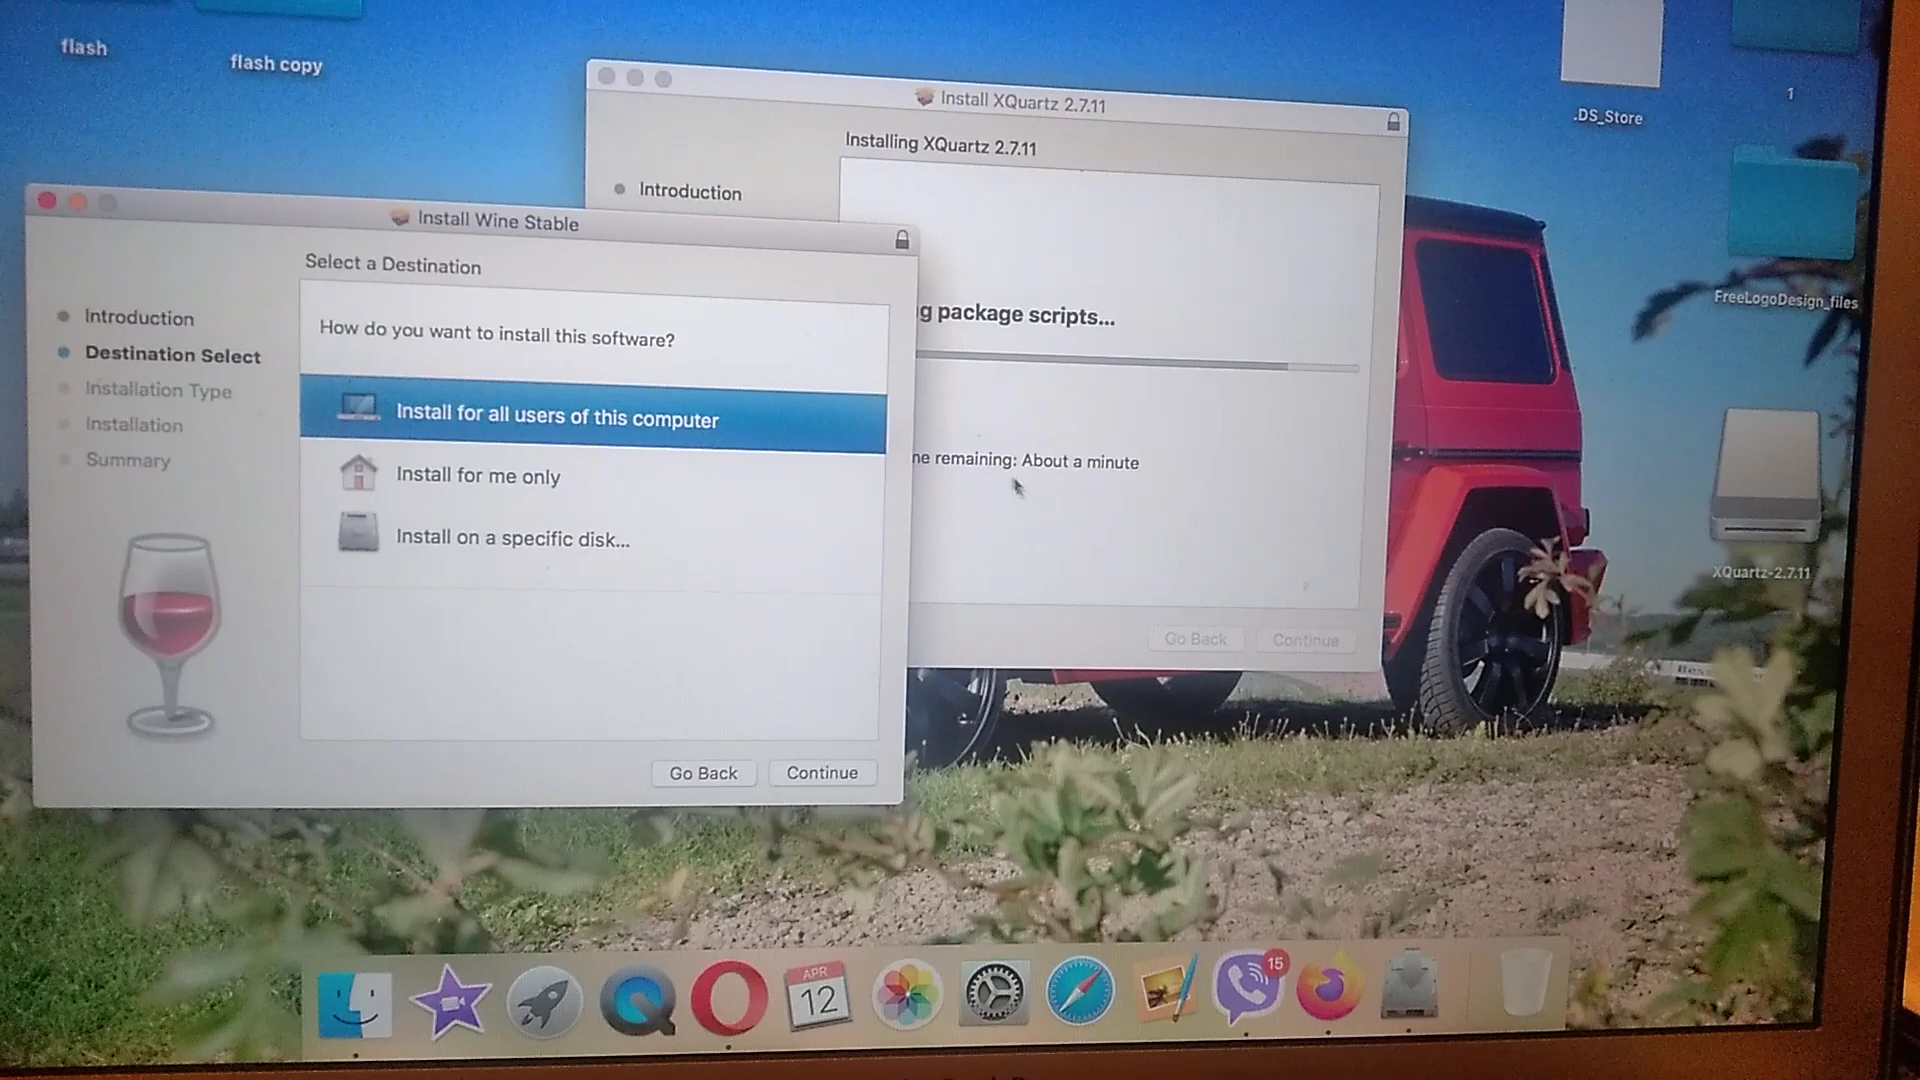 flash
flash copy
.DS_Store
1
FreeLogoDesign_files
XQuartz-2.7.11
Install XQuartz 2.7.11
Installing XQuartz 2.7.11
Introduction
g package scripts...
ne remaining: About a minute
Go Back
Continue
Install Wine Stable
Select a Destination
Introduction
Destination Select
Installation Type
Installation
Summary
How do you want to install this software?
Install for all users of this computer
Install for me only
Install on a specific disk...
Go Back
Continue
APR
12
15